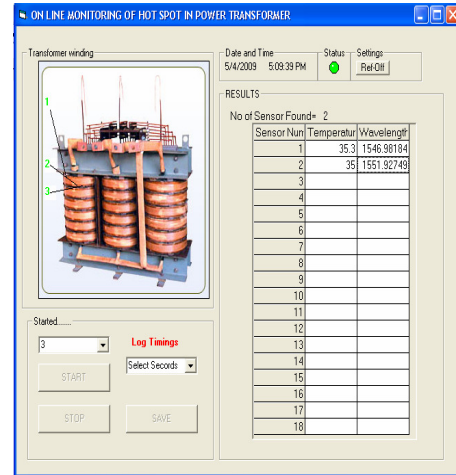 ON LINE MONITORING OF HOT SPOT IN POWER TRANSFORMER
Transformer winding
1
2
3
Date and Time
5/4/2009 5:09:39 PM
Status
Settings
Ref-Off
RESULTS
No of Sensor Found= 2
Sensor Num Temperatur Wavelength
1 35.3 1546.98184
2 35 1551.92749
3
4
5
6
7
8
9
10
11
12
13
14
15
16
17
18
Started......
3
Log Timings
Select Secords
START
STOP
SAVE